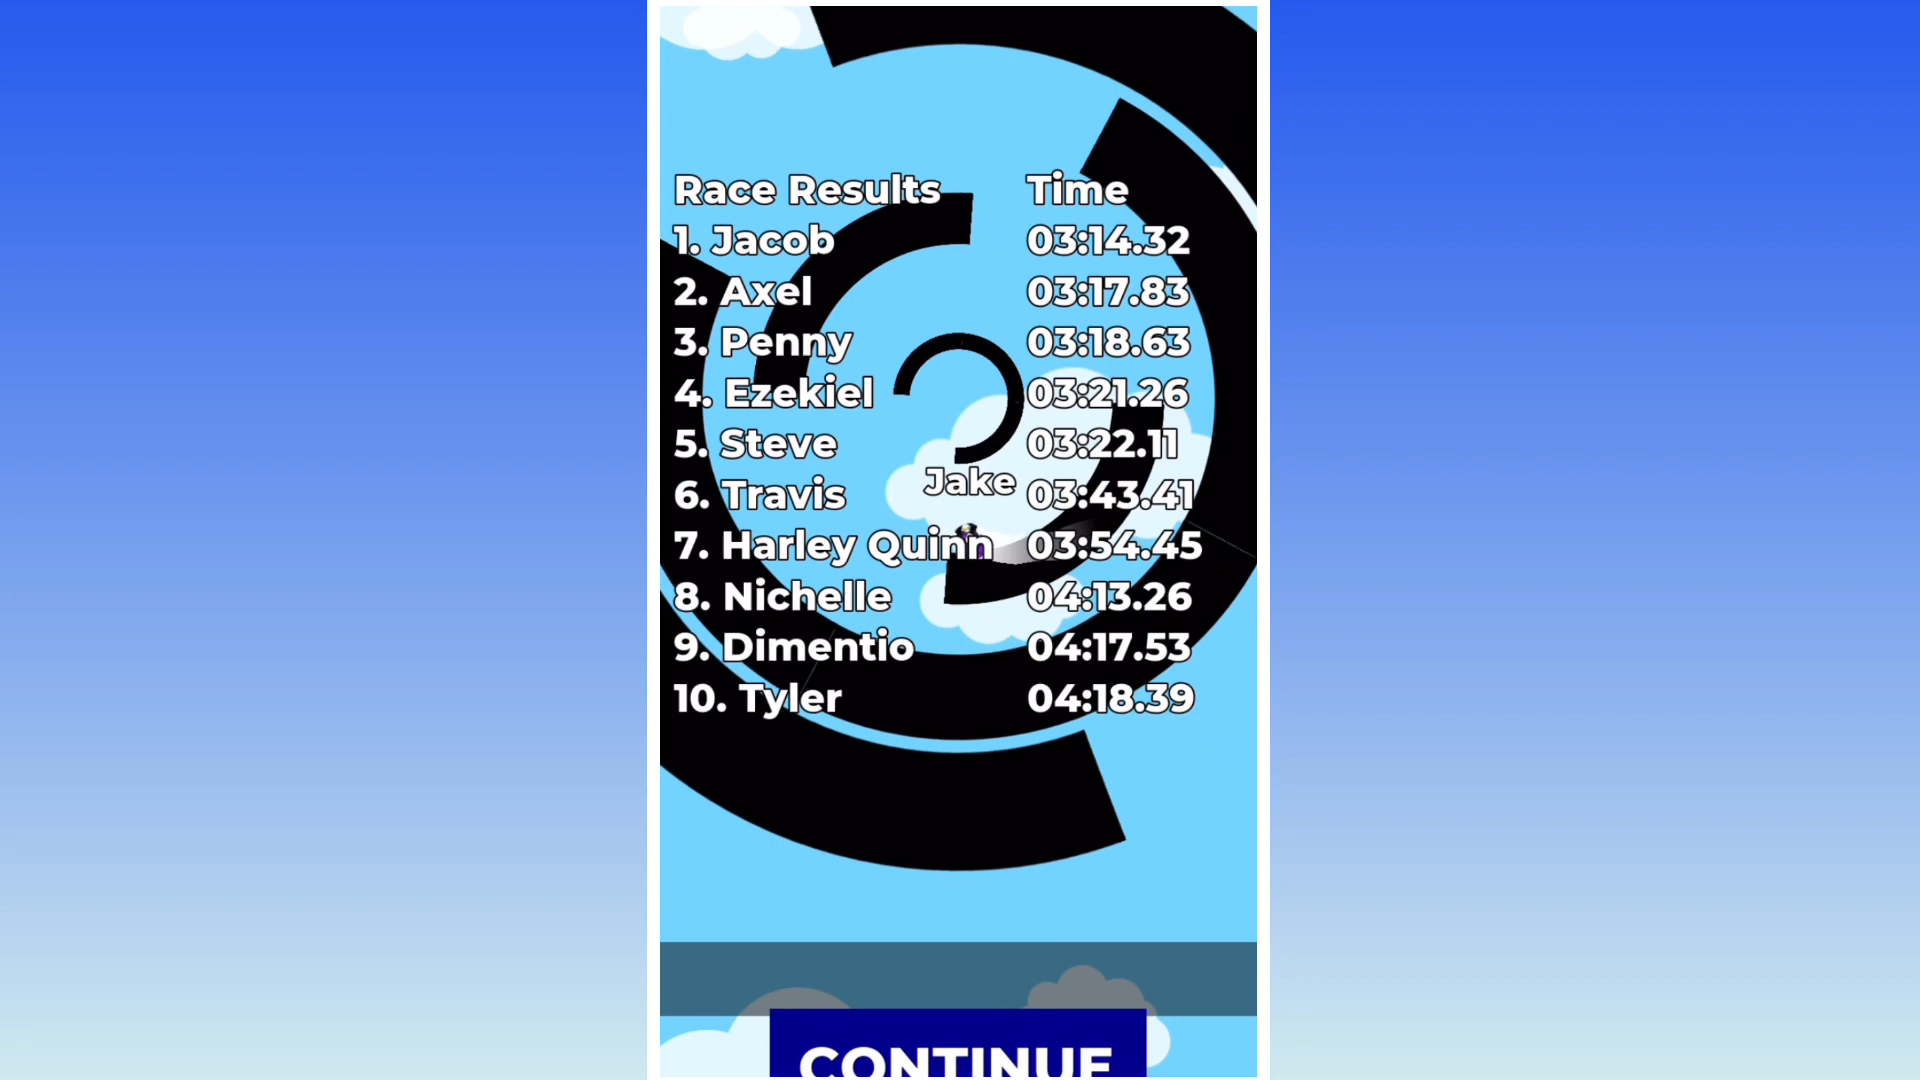 Race Results Time
1. Jacob 03:14.32
2. Axel 03:17.83
3. Penny 03:18.63
4. Ezekiel 03:21.26
5. Steve 03:22.11
Jake
6. Travis 03:43.41
7. Harley Quinn 03:54.45
8. Nichelle 04:13.26
9. Dimentio 04:17.53
10. Tyler 04:18.39
CONTINUE